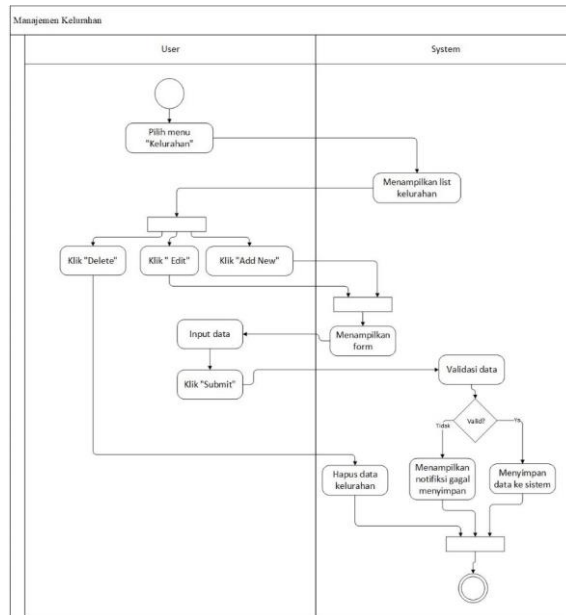 Manajemen Kelurahan
User
System
Pilih menu
"Kelurahan"
Menampilkan list
kelurahan
Klik "Delete"
Klik " Edit"
Klik "Add New"
Menampilkan
form
Input data
Klik "Submit"
Validasi data
Valid?
Tidak
Ya
Hapus data
kelurahan
Menampilkan
notifiksi gagal
menyimpan
Menyimpan
data ke sistem